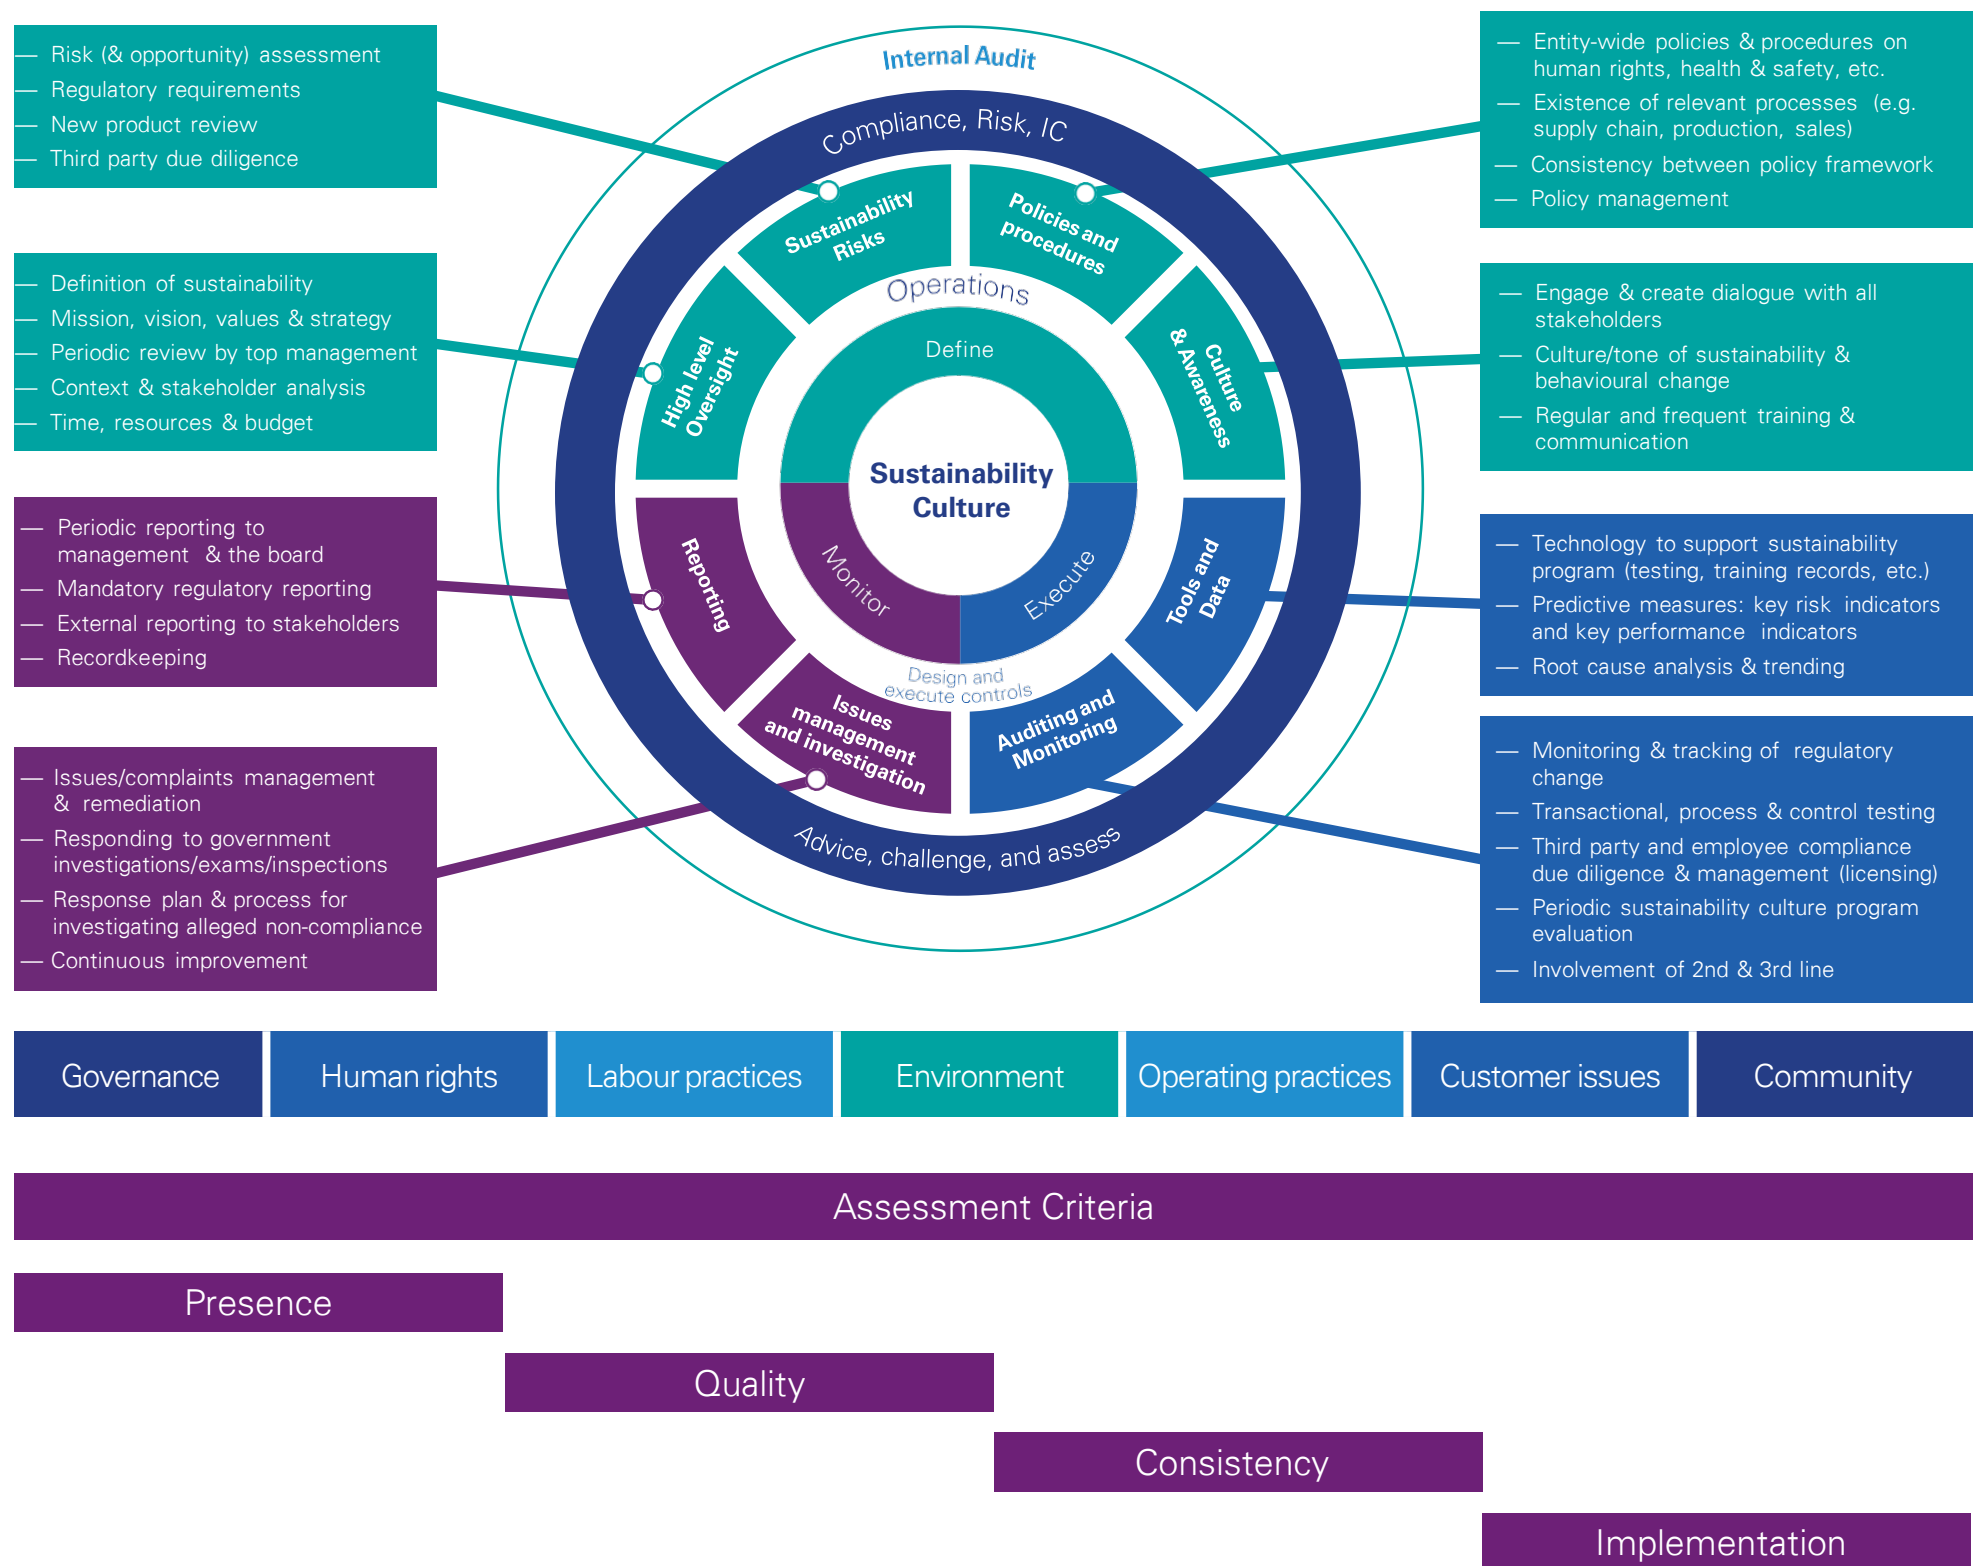 — Risk (& opportunity) assessment
— Regulatory requirements
— New product review
— Third party due diligence
— Definition of sustainability
— Mission, vision, values & strategy
— Periodic review by top management
— Context & stakeholder analysis
— Time, resources & budget
— Periodic reporting to
management & the board
— Mandatory regulatory reporting
— External reporting to stakeholders
— Recordkeeping
— Issues/complaints management
& remediation
— Responding to government
investigations/exams/inspections
— Response plan & process for
investigating alleged non-compliance
— Continuous improvement
Internal Audit
Compliance, Risk, IC
Sustainability
Risks
Policies and
procedures
Operations
High level
Oversight
Define
Culture
& Awareness
Sustainability
Culture
Reporting
Monitor
Execute
Tools and
Data
Design and
execute controls
Issues
management
and investigation
Auditing and
Monitoring
Advice, challenge, and assess
— Entity-wide policies & procedures on
human rights, health & safety, etc.
— Existence of relevant processes (e.g.
supply chain, production, sales)
— Consistency between policy framework
— Policy management
— Engage & create dialogue with all
stakeholders
— Culture/tone of sustainability &
behavioural change
— Regular and frequent training &
communication
— Technology to support sustainability
program (testing, training records, etc.)
— Predictive measures: key risk indicators
and key performance indicators
— Root cause analysis & trending
— Monitoring & tracking of regulatory
change
— Transactional, process & control testing
— Third party and employee compliance
due diligence & management (licensing)
— Periodic sustainability culture program
evaluation
— Involvement of 2nd & 3rd line
Governance
Human rights
Labour practices
Environment
Operating practices
Customer issues
Community
Assessment Criteria
Presence
Quality
Consistency
Implementation